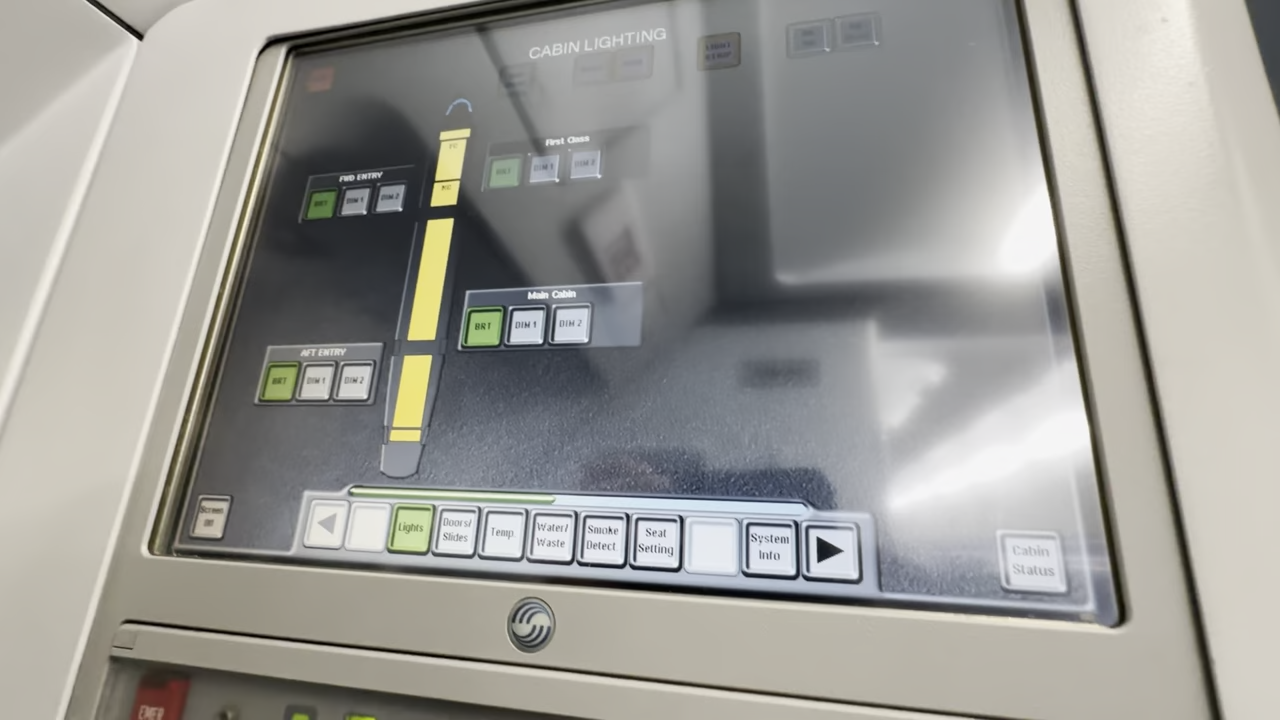 CABIN LIGHTING
First Class
BRT DIM 1 DIM 2
FWD ENTRY
BRT DIM 1 DIM 2
Main Cabin
BRT DIM 1 DIM 2
AFT ENTRY
BRT DIM 1 DIM 2
Screen
Lights
Doors/
Slides
Temp.
Water/
Waste
Smoke
Detect.
Seat
Setting
System
Info
Cabin
Status
EMER